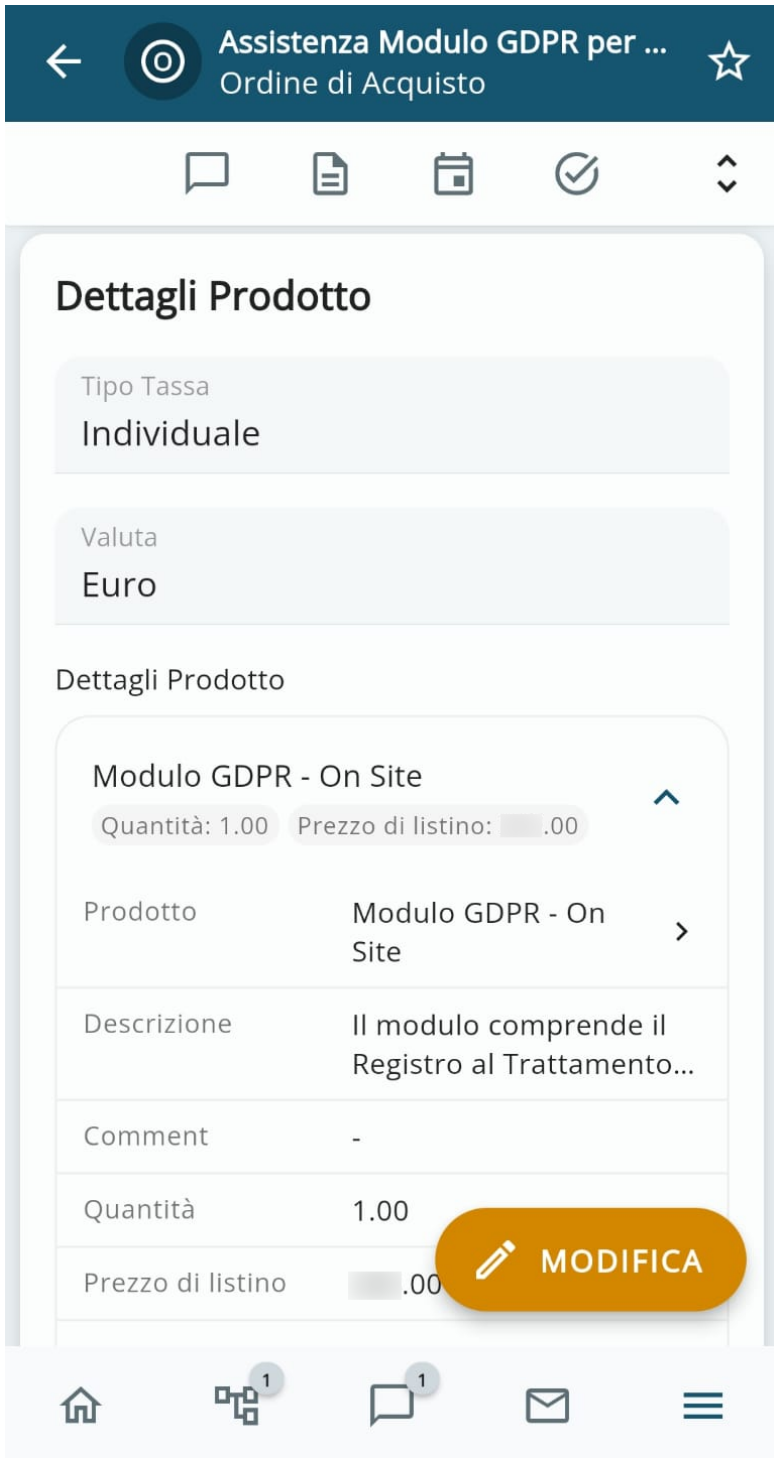 Assistenza Modulo GDPR per ...
Ordine di Acquisto
Dettagli Prodotto
Tipo Tassa
Individuale
Valuta
Euro
Dettagli Prodotto
Modulo GDPR - On Site
Quantità: 1.00 Prezzo di listino: .00
Prodotto Modulo GDPR - On
Site
Descrizione Il modulo comprende il
Registro al Trattamento...
Comment -
Quantità 1.00
Prezzo di listino .00
MODIFICA
1 1